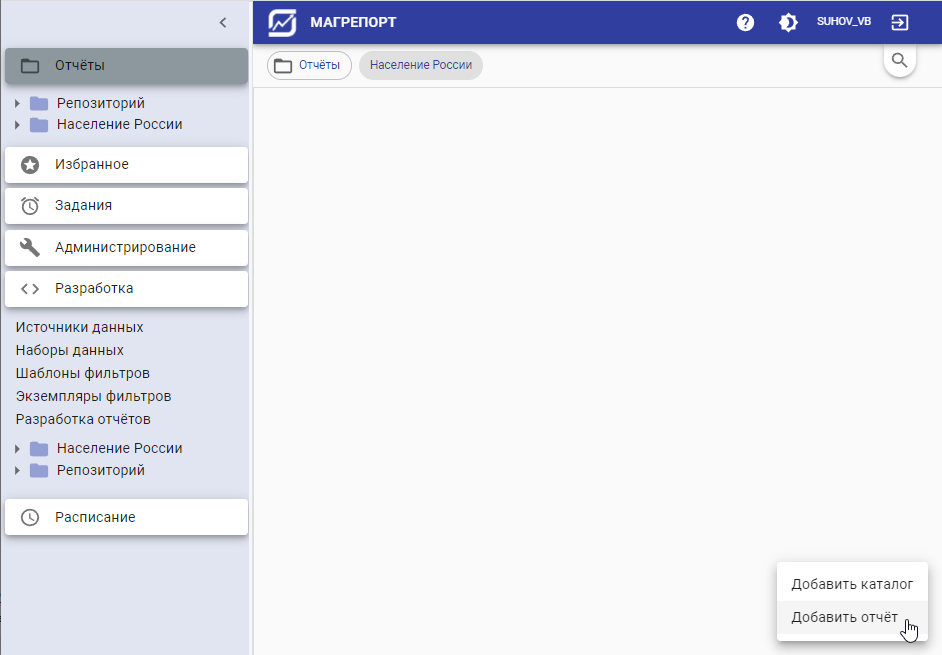 МАГРЕПОРТ
SUHOV_VB
Отчёты
Репозиторий
Население России
Избранное
Задания
Администрирование
Разработка
Источники данных
Наборы данных
Шаблоны фильтров
Экземпляры фильтров
Разработка отчётов
Население России
Репозиторий
Расписание
Отчёты
Население России
Добавить каталог
Добавить отчёт